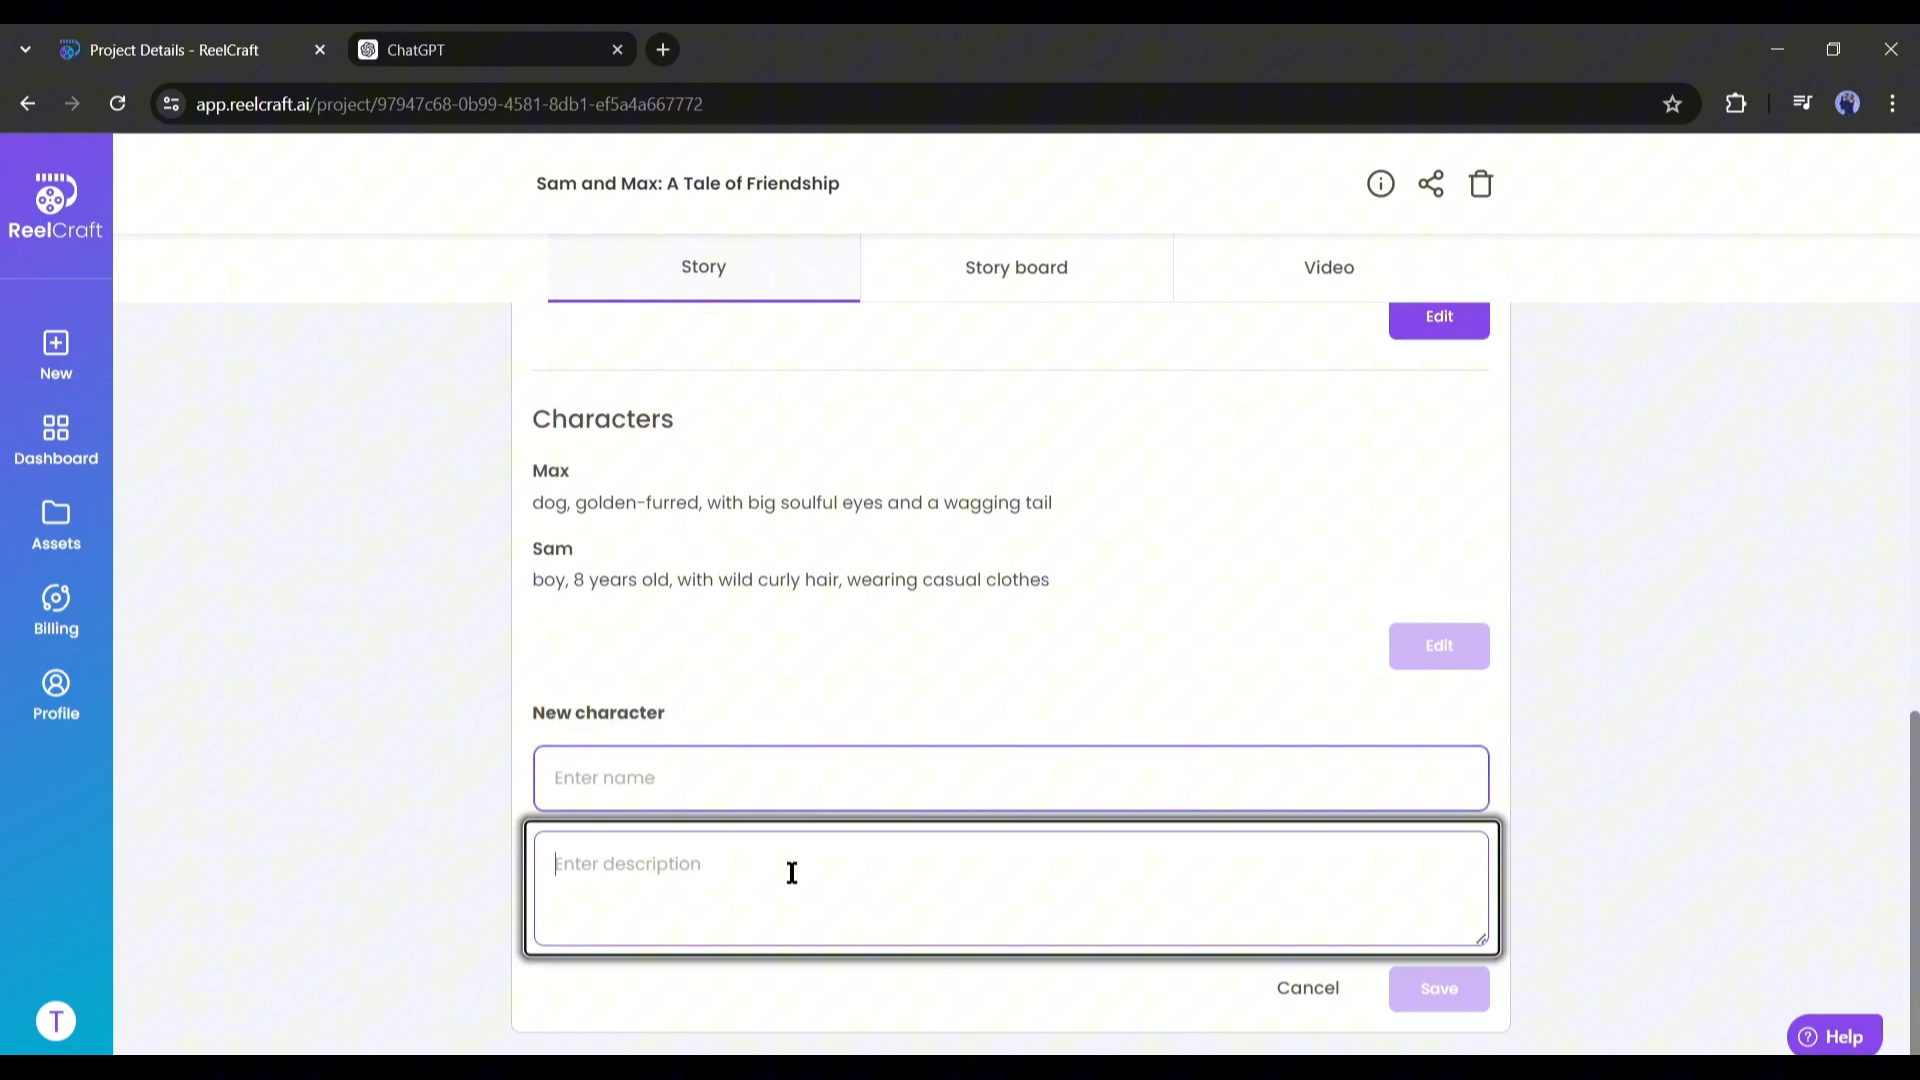 Project Details - ReelCraft
ChatGPT
app.reelcraft.ai/project/97947c68-0b99-4581-8db1-ef5a4a667772
ReelCraft
Sam and Max: A Tale of Friendship
Story
Story board
Video
Edit
New
Dashboard
Assets
Billing
Profile
T
Characters
Max
dog, golden-furred, with big soulful eyes and a wagging tail
Sam
boy, 8 years old, with wild curly hair, wearing casual clothes
Edit
New character
Enter name
Enter description
Cancel
Save
Help